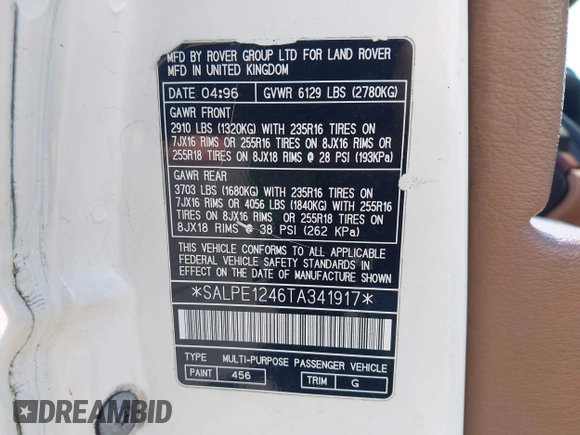 MFD BY ROVER GROUP LTD FOR LAND ROVER
MFD IN UNITED KINGDOM
DATE 04:96 GVWR 6129 LBS (2780KG)
GAWR FRONT
2910 LBS (1320KG) WITH 235R16 TIRES ON
7JX16 RIMS OR 255R16 TIRES ON 8JX16 RIMS OR
255R18 TIRES ON 8JX18 RIMS @ 28 PSI (193KPa)
GAWR REAR
3703 LBS (1680KG) WITH 235R16 TIRES ON
7JX16 RIMS OR 4056 LBS (1840KG) WITH 255R16
TIRES ON 8JX16 RIMS OR 255R18 TIRES ON
8JX18 RIMS @ 38 PSI (262 KPa)
THIS VEHICLE CONFORMS TO ALL APPLICABLE
FEDERAL VEHICLE SAFETY STANDARDS IN
EFFECT ON THE DATE OF MANUFACTURE SHOWN
*SALPE1246TA341917*
TYPE MULTI-PURPOSE PASSENGER VEHICLE
PAINT 456 TRIM G
DREAMBID